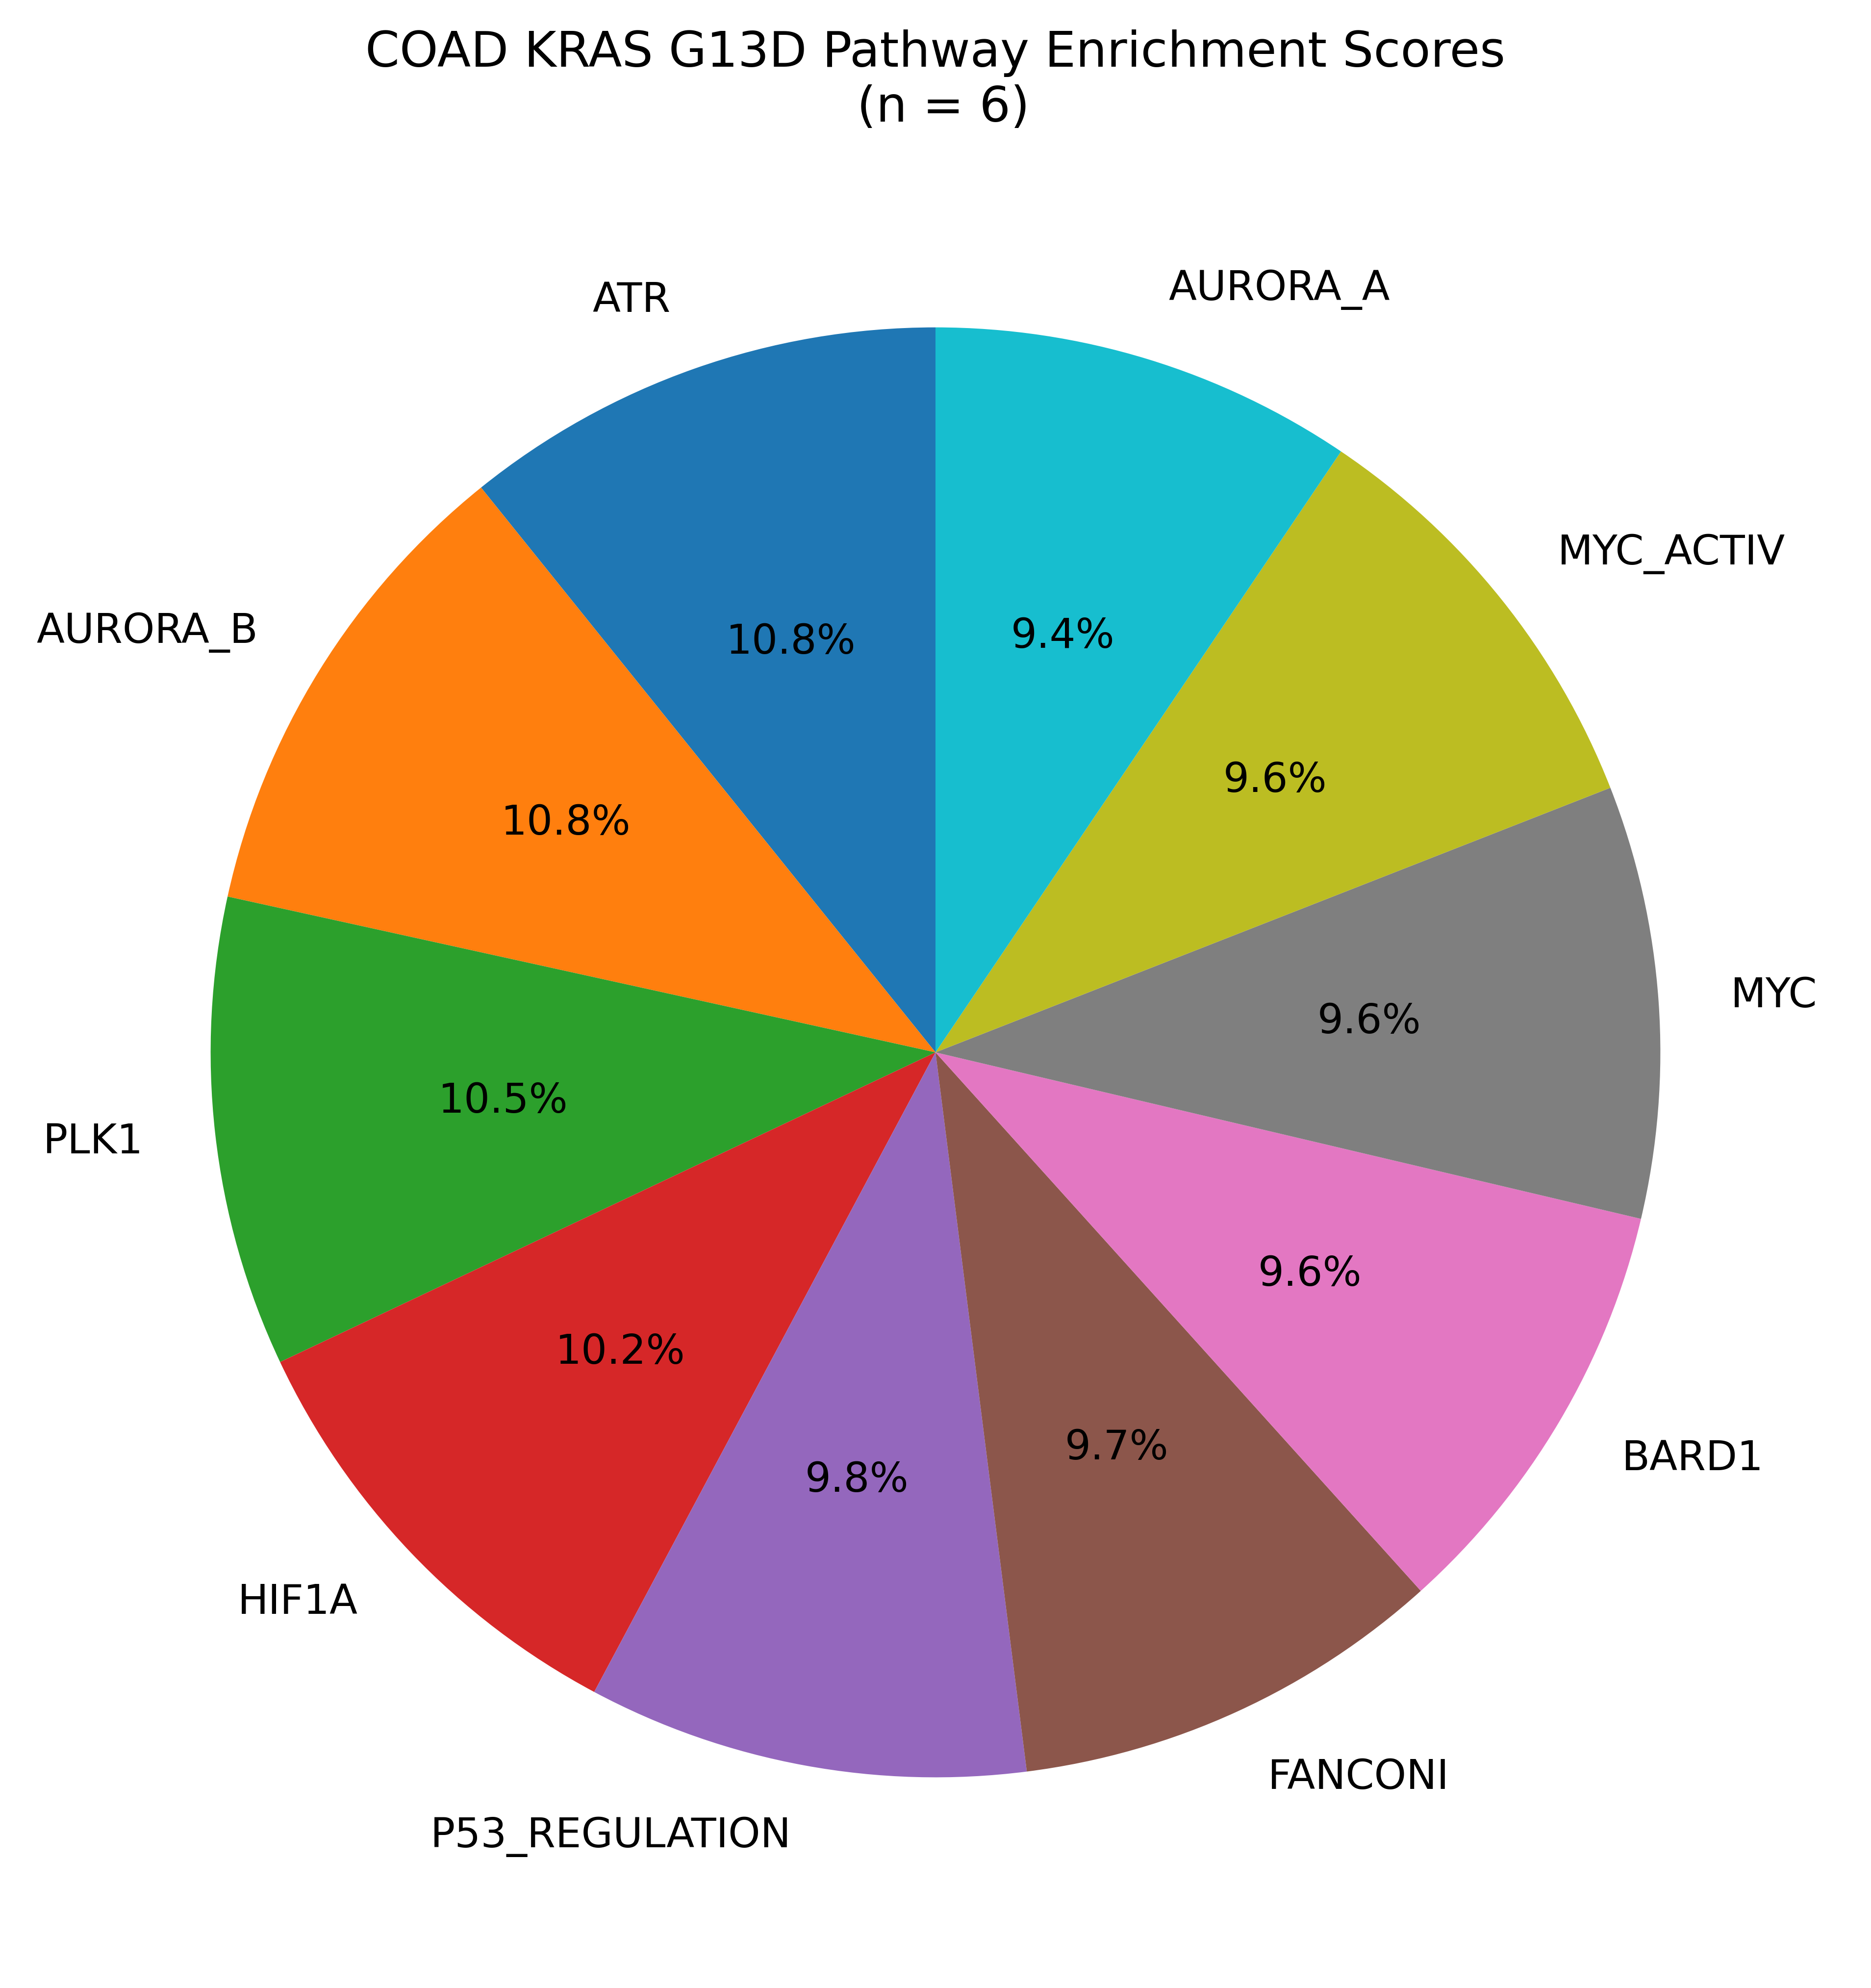 COAD KRAS G13D Pathway Enrichment Scores
(n = 6)
AURORA_A
ATR
MYC_ACTIV
AURORA_B
9.4%
10.8%
9.6%
10.8%
MYC
9.6%
10.5%
PLK1
9.6%
10.2%
9.7%
BARD1
9.8%
HIF1A
FANCONI
P53_REGULATION